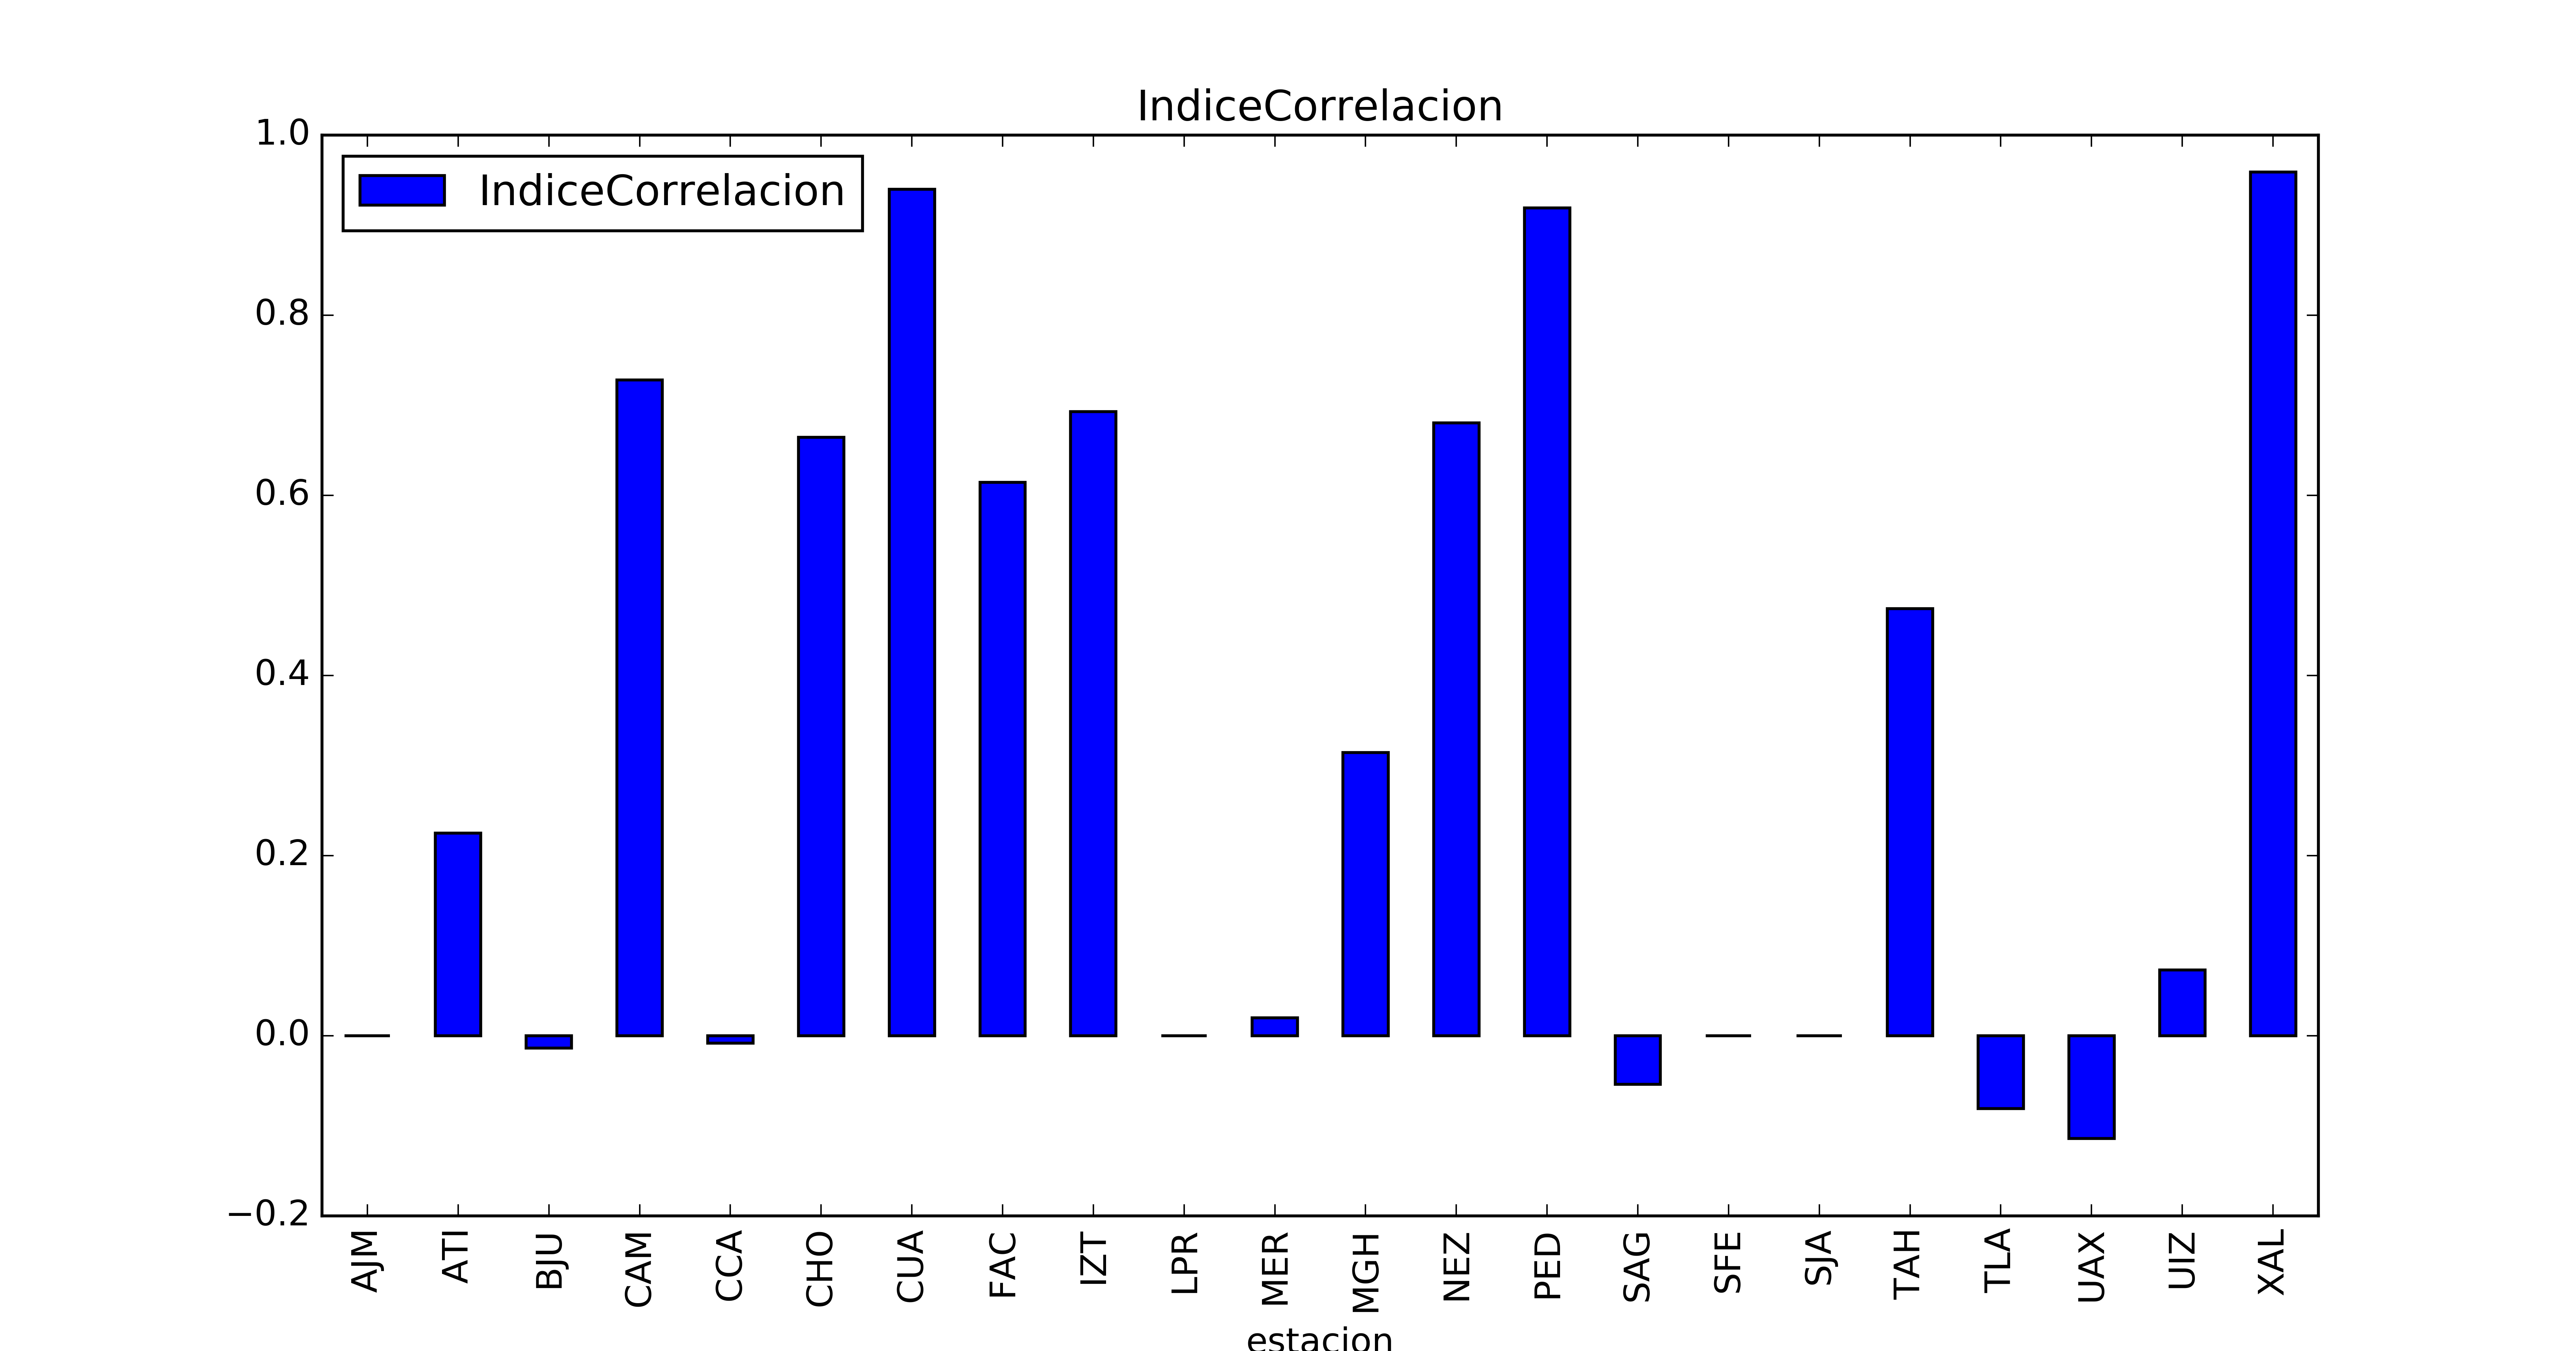 IndiceCorrelacion
IndiceCorrelacion
1.0
0.8
0.6
0.4
0.2
0.0
−0.2
AJM ATI BJU CAM CCA CHO CUA FAC IZT LPR MER MGH NEZ PED SAG SFE SJA TAH TLA UAX UIZ XAL
estacion